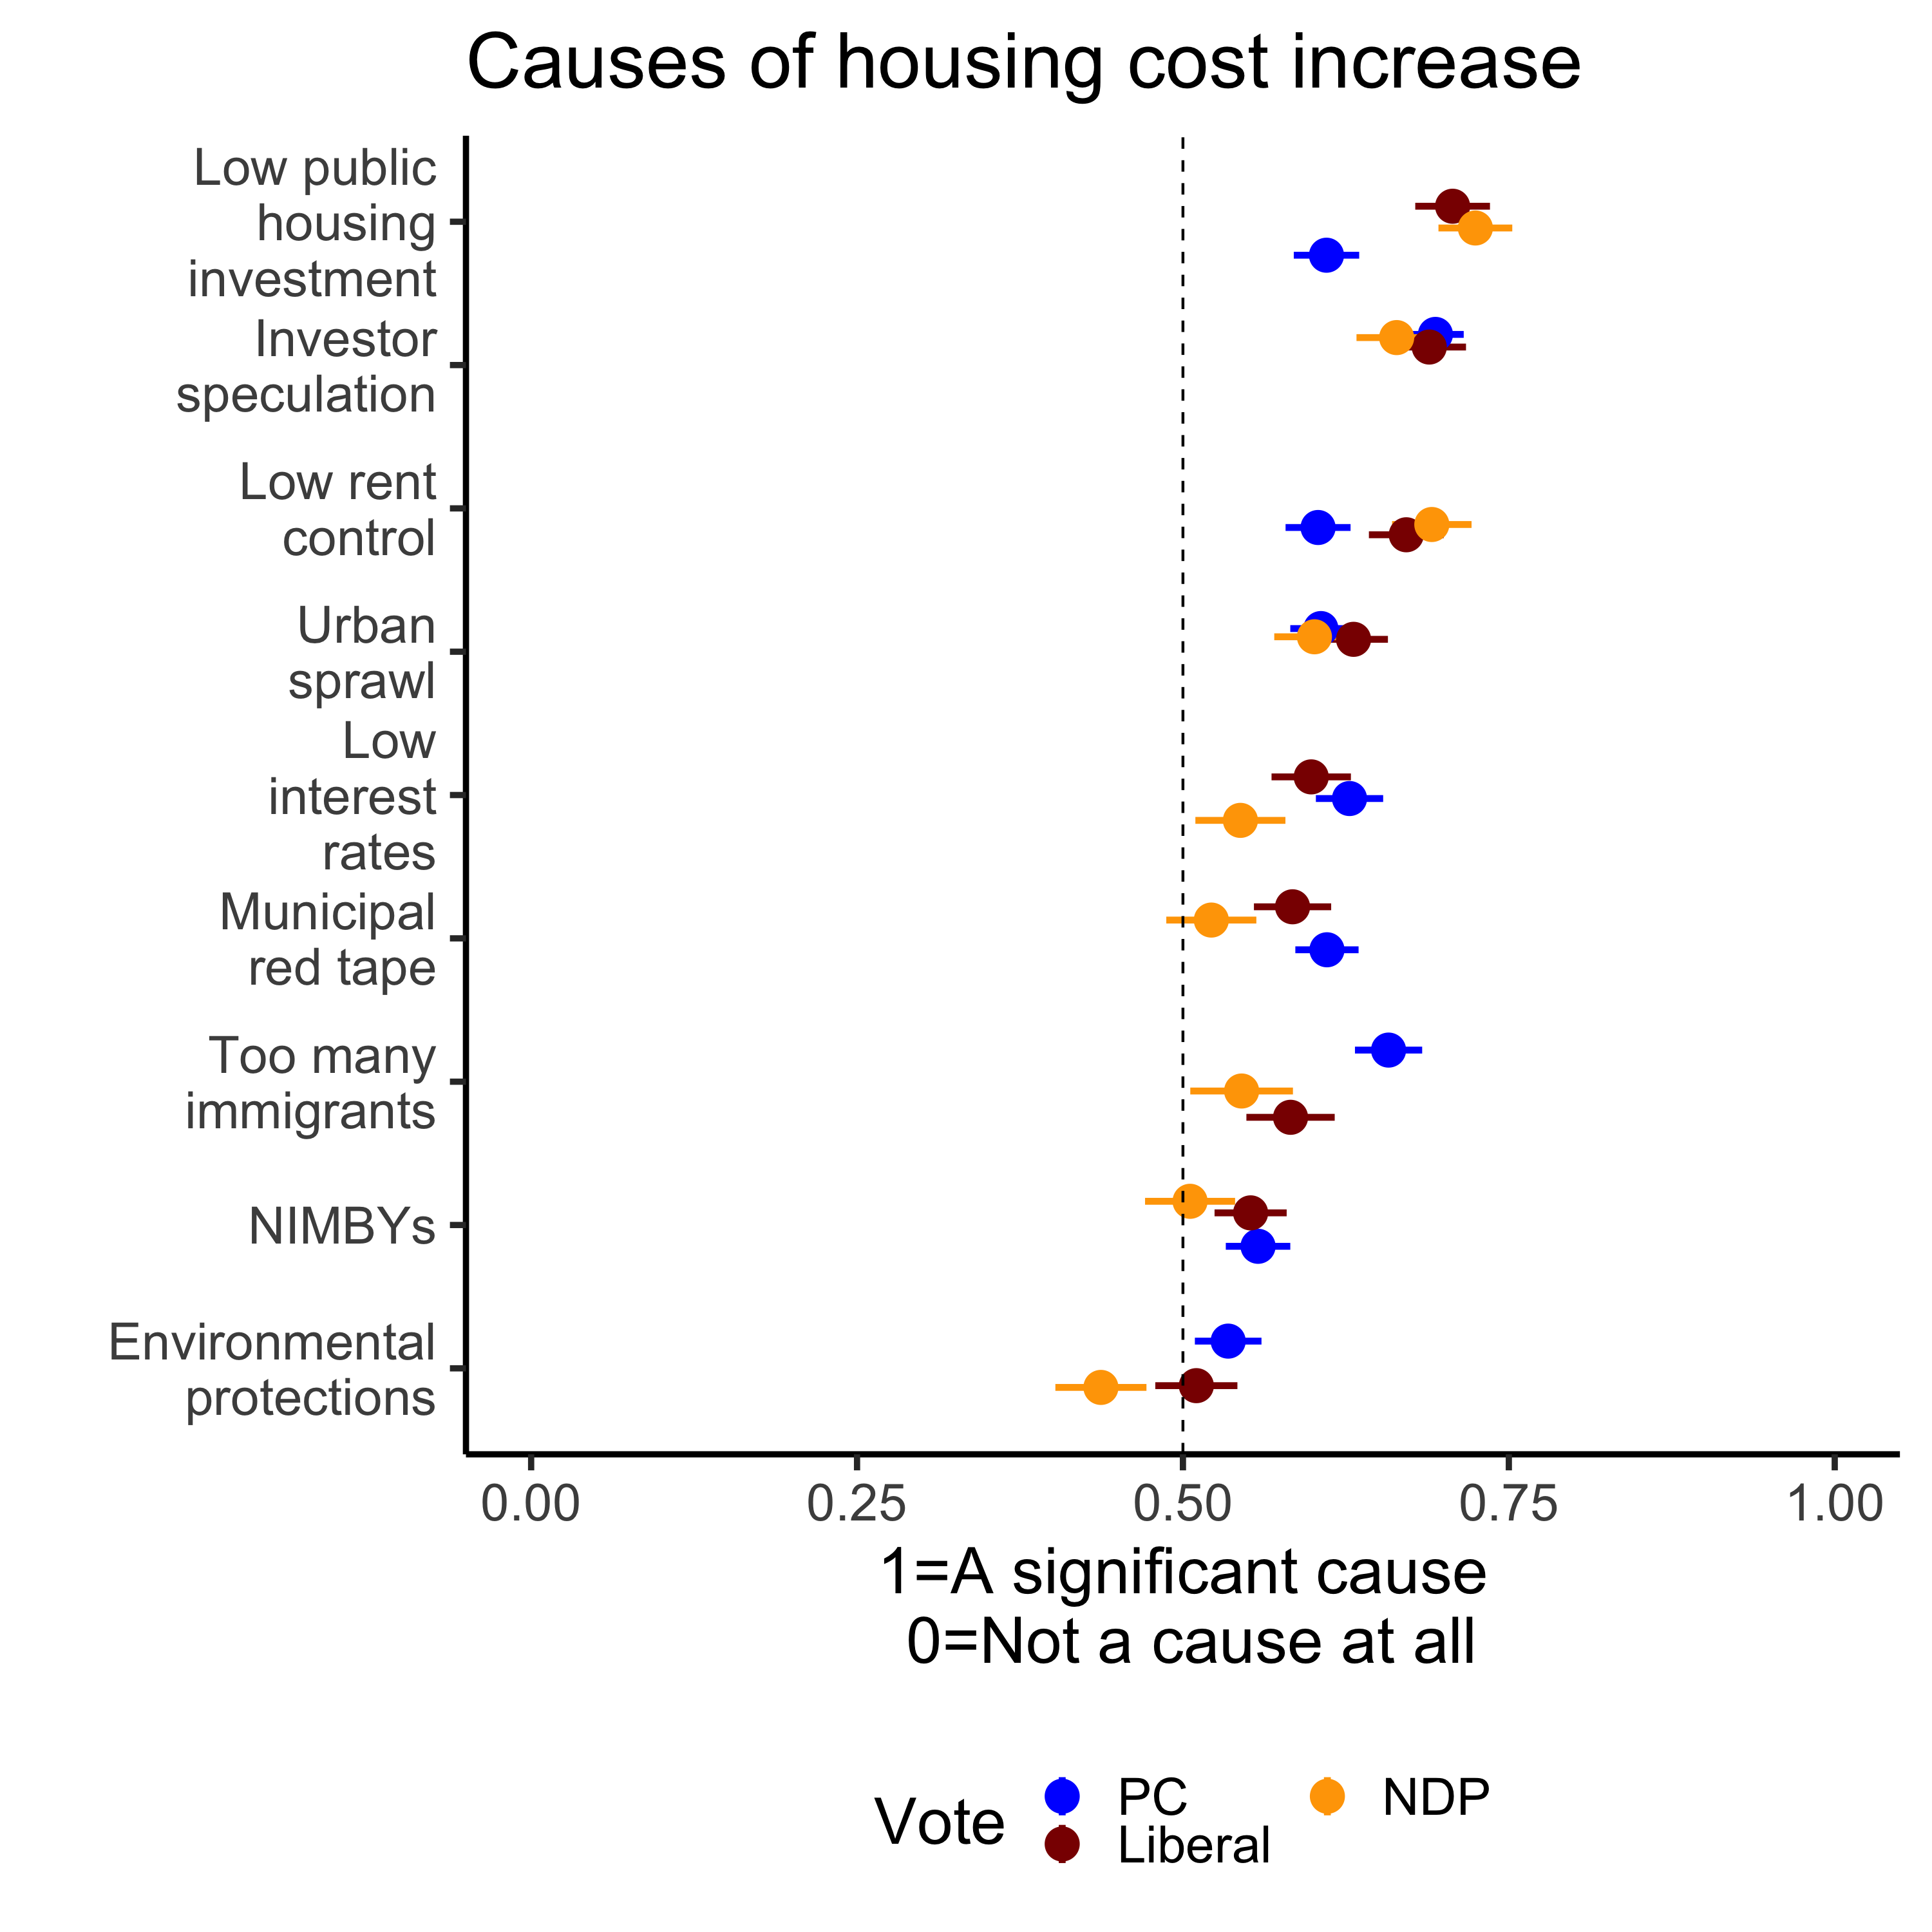 Causes of housing cost increase
Low public
housing
investment
Investor
speculation
Low rent
control
Urban
sprawl
Low
interest
rates
Municipal
red tape
Too many
immigrants
NIMBYs
Environmental
protections
0.00 0.25 0.50 0.75 1.00
1=A significant cause
0=Not a cause at all
Vote
PC NDP
Liberal